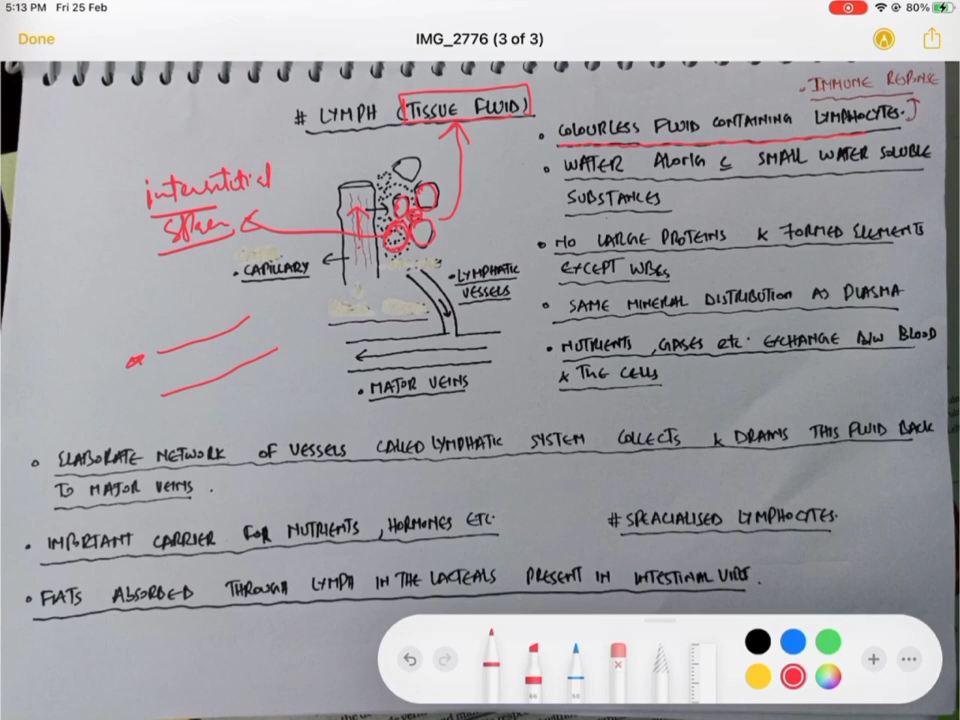 5:13 PM Fri 25 Feb
80%
Done
IMG_2776 (3 of 3)
# LYMPH (TISSUE FLUID)
• IMMUNE REPONSE
• COLOURLESS FLUID CONTAINING LYMPHOCYTES.
• WATER ALONG C SMALL WATER SOLUBLE
SUBSTANCES
• NO LARGE PROTEINS & FORMED ELEMENTS
EXCEPT WBCs
• SAME MINERAL DISTRIBUTION AS PLASMA
• NUTRIENTS, GASES etc. EXCHANGE B/W BLOOD
& THE CELLS
interstitial
• CAPILLARY
• LYMPHATIC
VESSELS
• MAJOR VEINS
• ELABORATE NETWORK OF VESSELS CALLED LYMPHATIC SYSTEM COLLECTS & DRAINS THIS FLUID BACK
TO MAJOR VEINS.
• IMPORTANT CARRIER FOR NUTRIENTS, HORMONES ETC.
# SPEACIALISED LYMPHOCYTES.
• FATS ABSORBED THROUGH LYMPH IN THE LACTEALS PRESENT IN INTESTINAL VILLI.